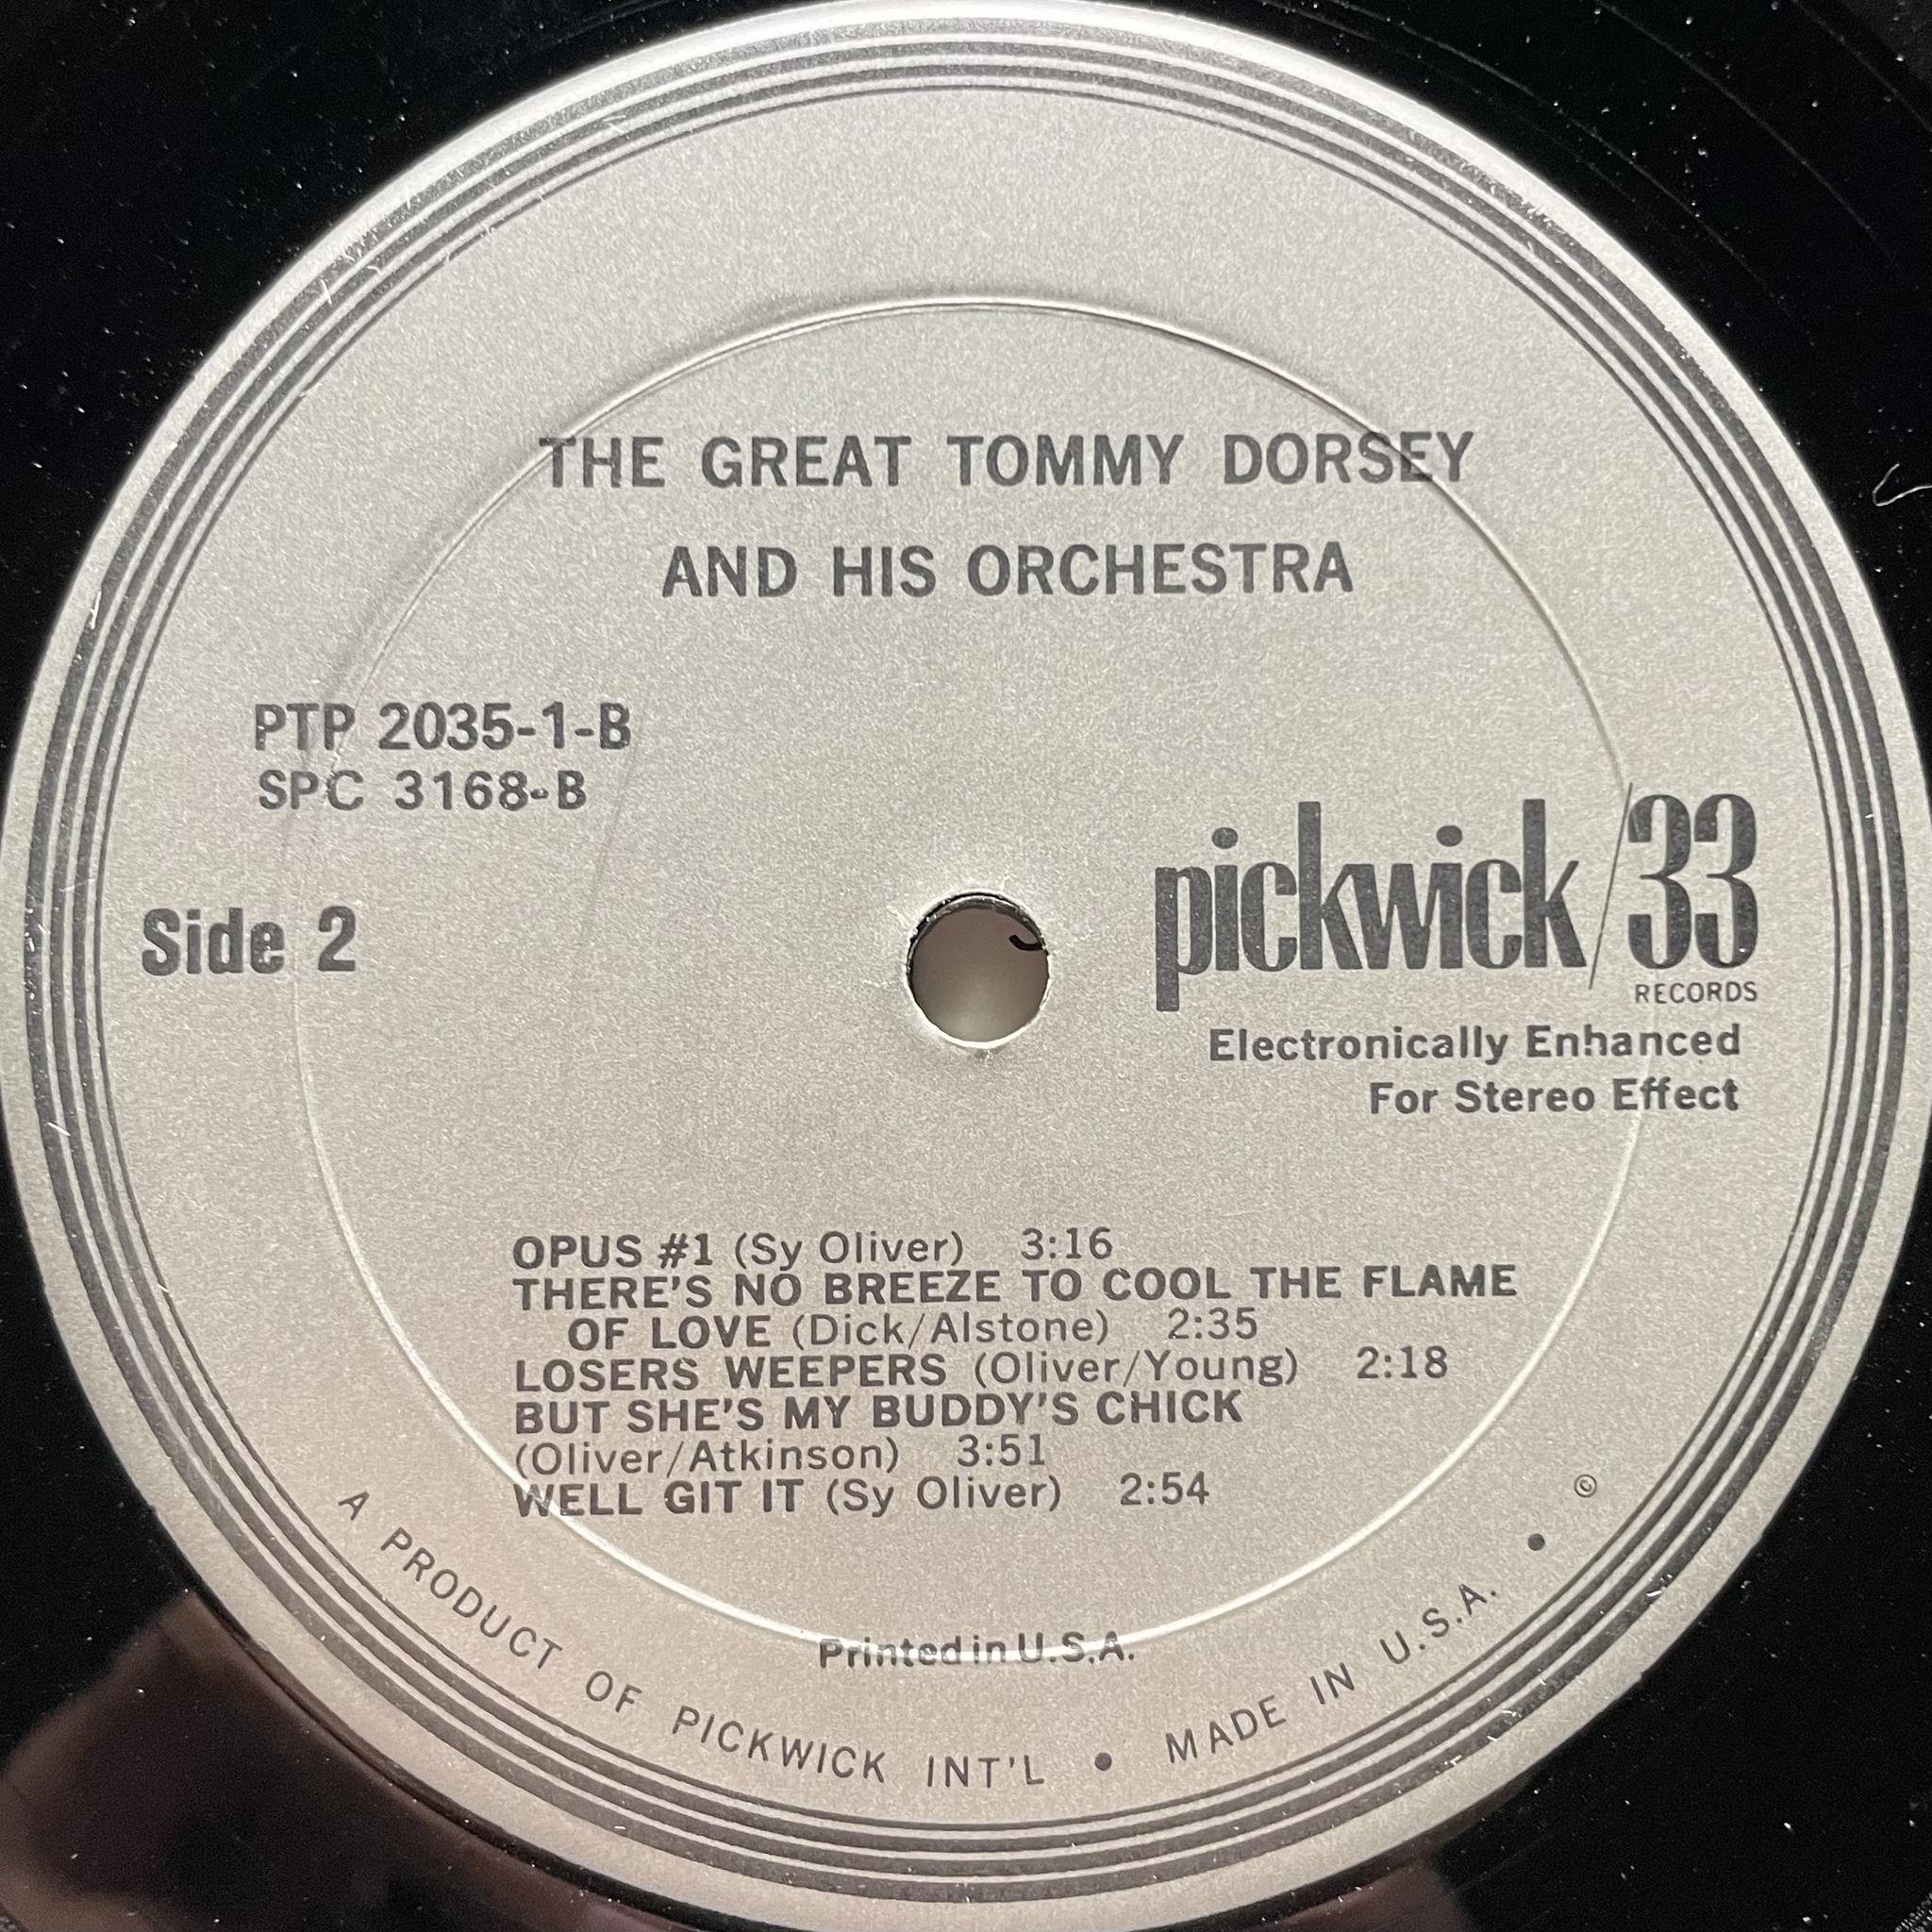 THE GREAT TOMMY DORSEY
AND HIS ORCHESTRA
PTP 2035-1-B
SPC 3168-B
Side 2
pickwick/33
RECORDS
Electronically Enhanced
For Stereo Effect
OPUS #1 (Sy Oliver) 3:16
THERE'S NO BREEZE TO COOL THE FLAME
OF LOVE (Dick/Alstone) 2:35
LOSERS WEEPERS (Oliver/Young) 2:18
BUT SHE'S MY BUDDY'S CHICK
(Oliver/Atkinson) 3:51
WELL GIT IT (Sy Oliver) 2:54
Printed in U.S.A.
A PRODUCT OF PICKWICK INT'L • MADE IN U.S.A. • ©